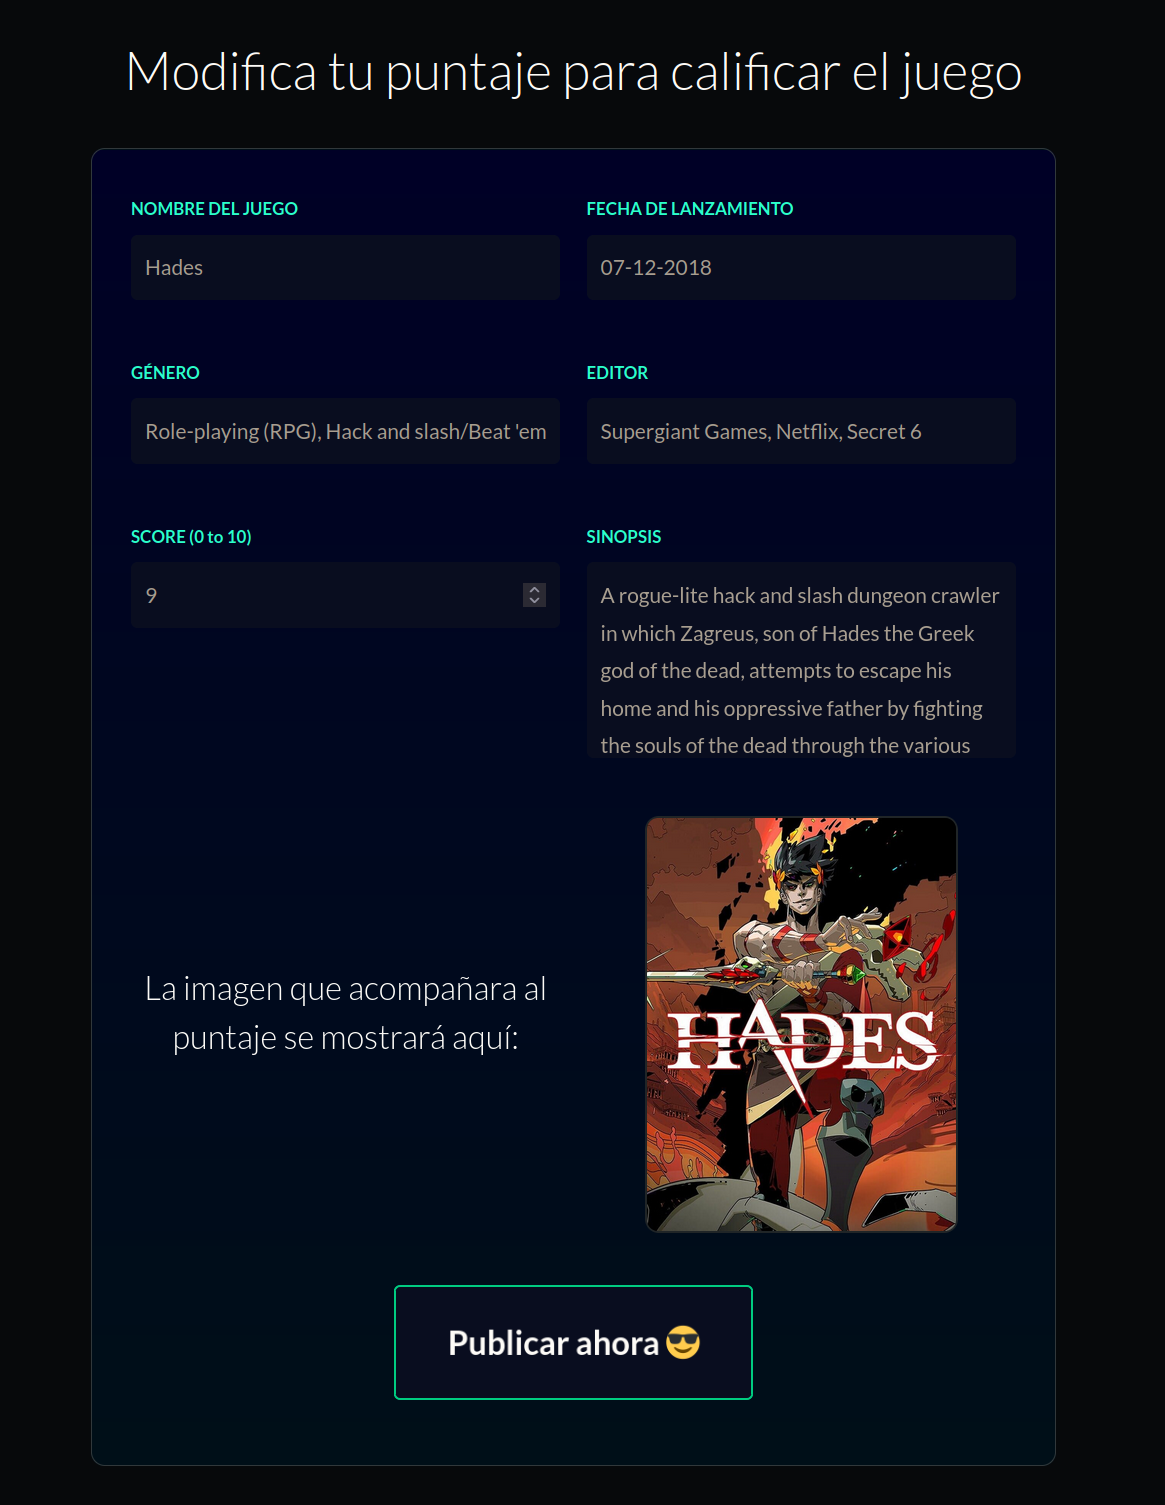 Modifica tu puntaje para calificar el juego
NOMBRE DEL JUEGO
Hades
FECHA DE LANZAMIENTO
07-12-2018
GÉNERO
Role-playing (RPG), Hack and slash/Beat 'em
EDITOR
Supergiant Games, Netflix, Secret 6
SCORE (0 to 10)
9
SINOPSIS
A rogue-lite hack and slash dungeon crawler
in which Zagreus, son of Hades the Greek
god of the dead, attempts to escape his
home and his oppressive father by fighting
the souls of the dead through the various
La imagen que acompañara al
puntaje se mostrará aquí:
HADES
Publicar ahora 😎